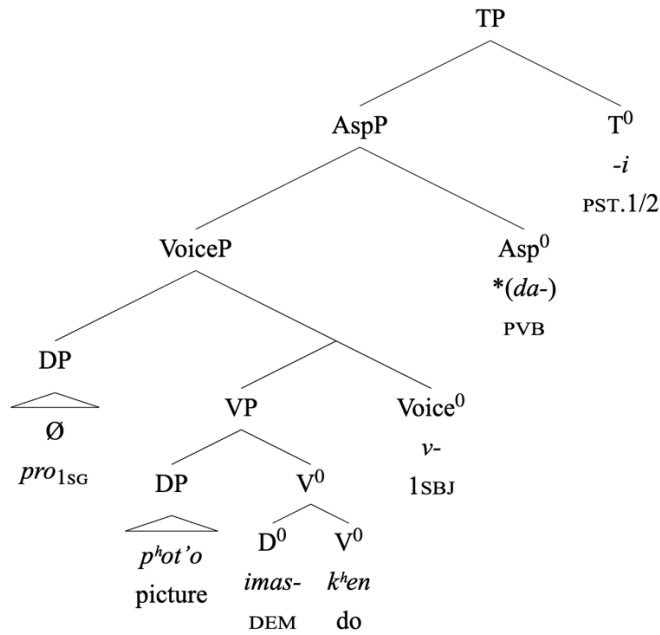 TP
AspP T⁰
-i
PST.1/2
VoiceP Asp⁰
*(da-)
PVB
DP
VP Voice⁰
Ø v-
pro1SG 1SBJ
DP V⁰
D⁰ V⁰
pʰot’o imas- kʰen
picture DEM do